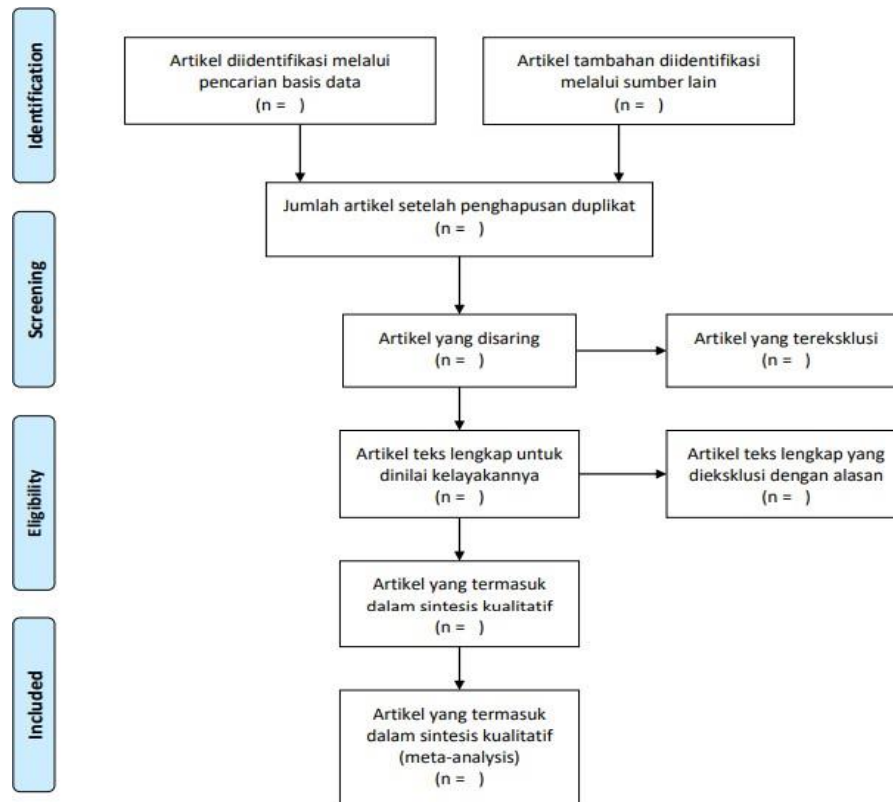 Identification
Artikel diidentifikasi melalui
pencarian basis data
(n =   )
Artikel tambahan diidentifikasi
melalui sumber lain
(n =   )
Jumlah artikel setelah penghapusan duplikat
(n =   )
Screening
Artikel yang disaring
(n =   )
Artikel yang tereksklusi
(n =   )
Eligibility
Artikel teks lengkap untuk
dinilai kelayakannya
(n =   )
Artikel teks lengkap yang
dieksklusi dengan alasan
(n =   )
Artikel yang termasuk
dalam sintesis kualitatif
(n =   )
Included
Artikel yang termasuk
dalam sintesis kualitatif
(meta-analysis)
(n =   )